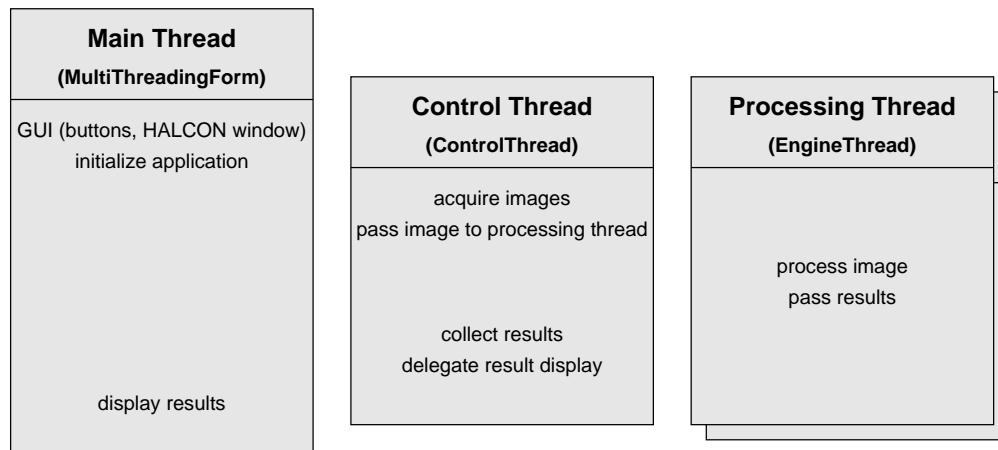 Main Thread
(MultiThreadingForm)
GUI (buttons, HALCON window)
initialize application
display results
Control Thread
(ControlThread)
acquire images
pass image to processing thread
collect results
delegate result display
Processing Thread
(EngineThread)
process image
pass results